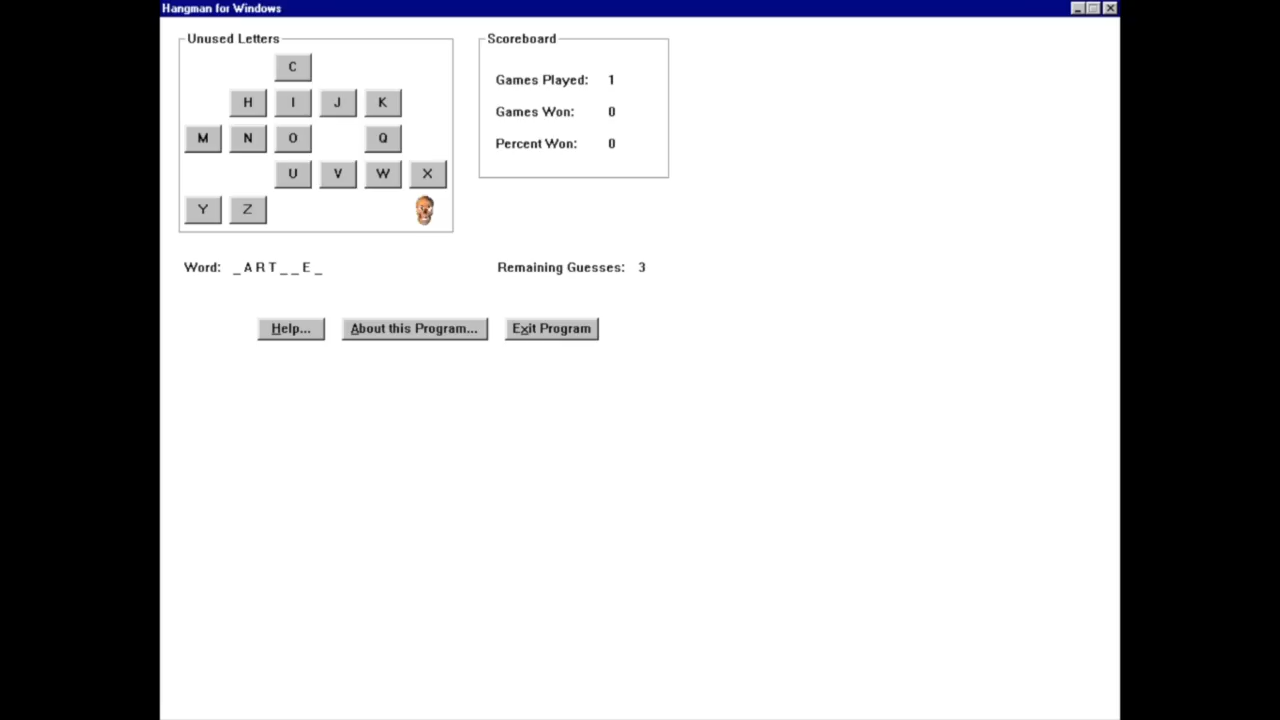 Hangman for Windows
Unused Letters
C
H I J K
M N O Q
U V W X
Y Z
Scoreboard
Games Played: 1
Games Won: 0
Percent Won: 0
Word: _ A R T _ _ E _
Remaining Guesses: 3
Help...
About this Program...
Exit Program